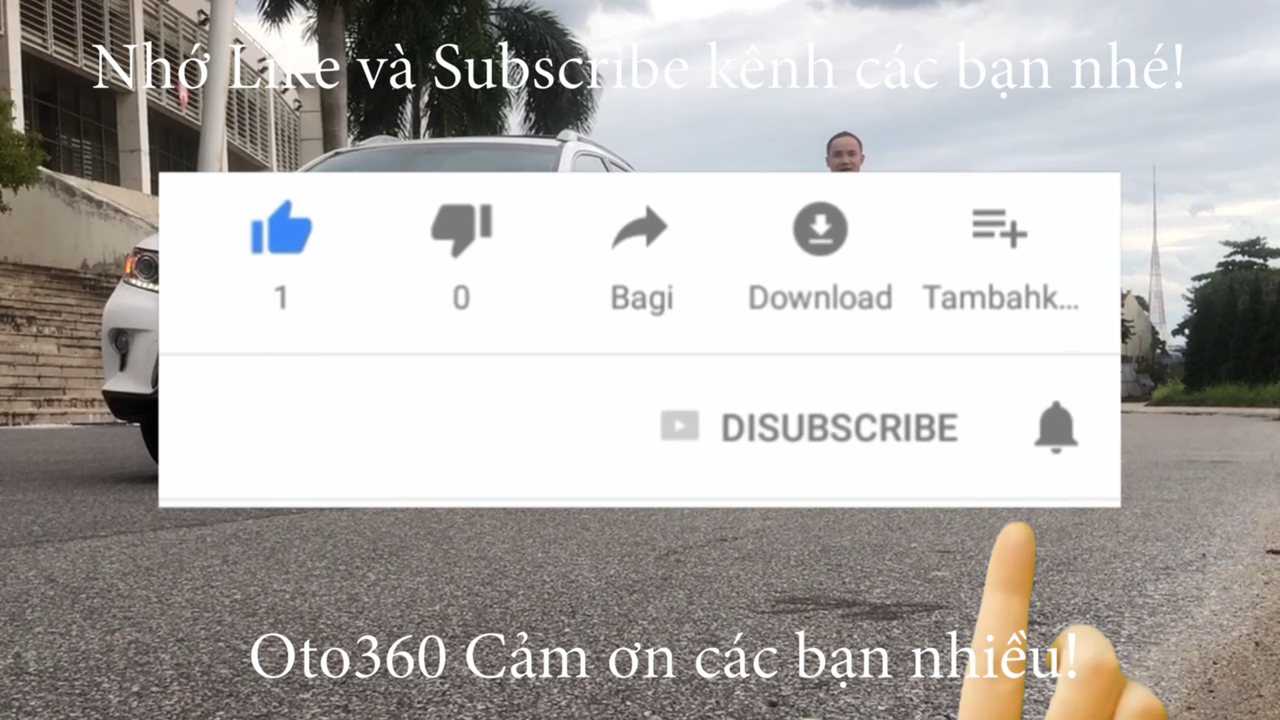 Nhớ Like và Subscribe kênh các bạn nhé!
1 0 Bagi Download Tambahk...
DISUBSCRIBE
Oto360 Cảm ơn các bạn nhiều!